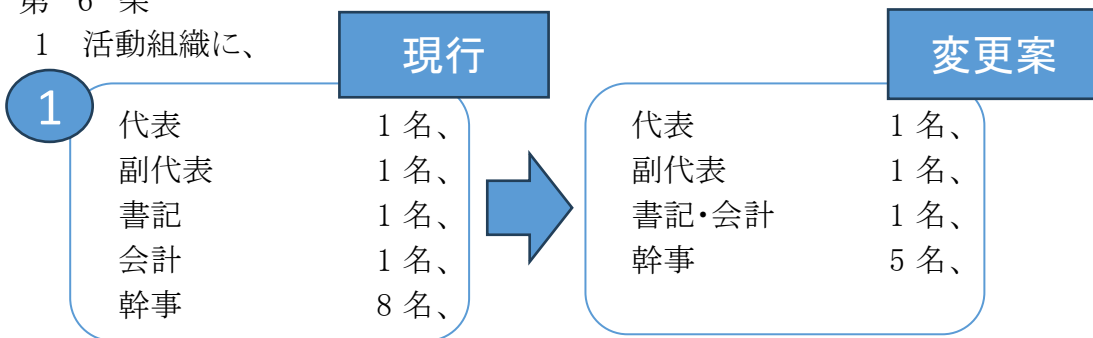 第 6 条
1 活動組織に、
現行
変更案
1
代表 1 名、
副代表 1 名、
書記 1 名、
会計 1 名、
幹事 8 名、
代表 1 名、
副代表 1 名、
書記・会計 1 名、
幹事 5 名、